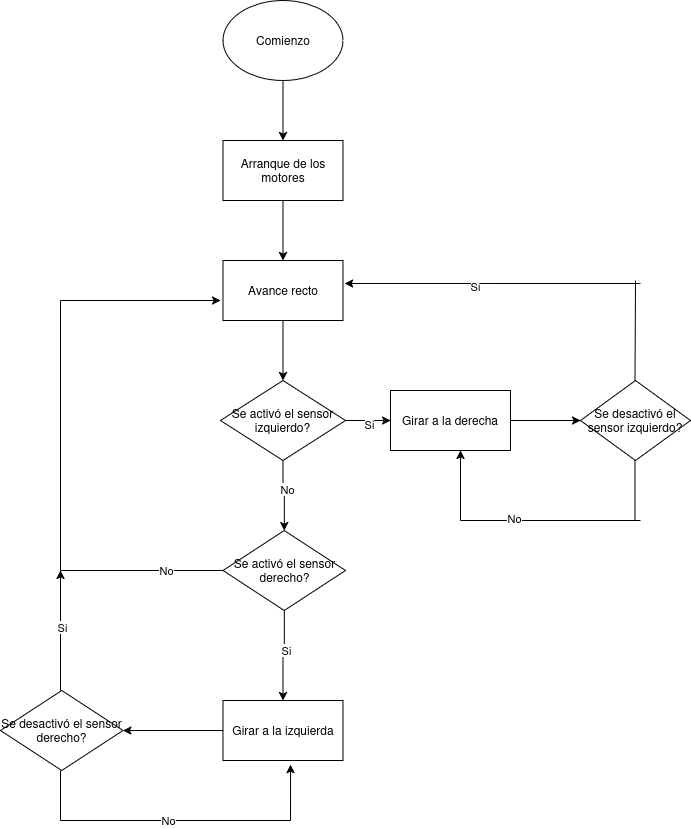 Comienzo
Arranque de los
motores
Avance recto
Si
Se activó el sensor
izquierdo?
Si
Girar a la derecha
Se desactivó el
sensor izquierdo?
No
No
Se activó el sensor
derecho?
No
Si
Si
Se desactivó el sensor
derecho?
Girar a la izquierda
No